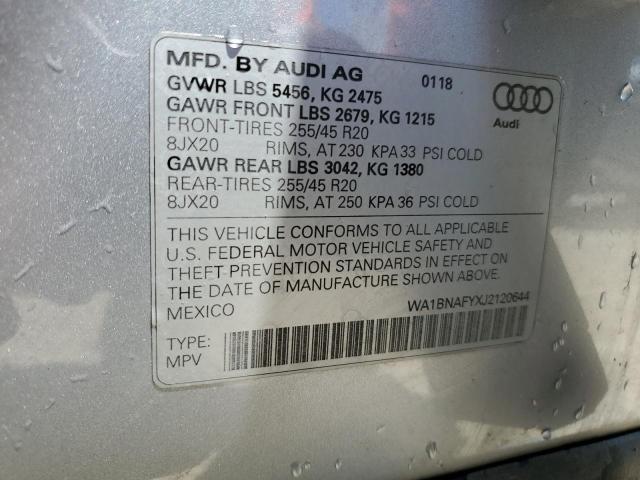 MFD. BY AUDI AG 0118
GVWR LBS 5456, KG 2475
GAWR FRONT LBS 2679, KG 1215
FRONT-TIRES 255/45 R20
8JX20 RIMS, AT 230 KPA 33 PSI COLD
GAWR REAR LBS 3042, KG 1380
REAR-TIRES 255/45 R20
8JX20 RIMS, AT 250 KPA 36 PSI COLD
Audi
THIS VEHICLE CONFORMS TO ALL APPLICABLE
U.S. FEDERAL MOTOR VEHICLE SAFETY AND
THEFT PREVENTION STANDARDS IN EFFECT ON
THE DATE OF MANUFACTURE SHOWN ABOVE.
MEXICO WA1BNAFYXJ2120644
TYPE:
MPV